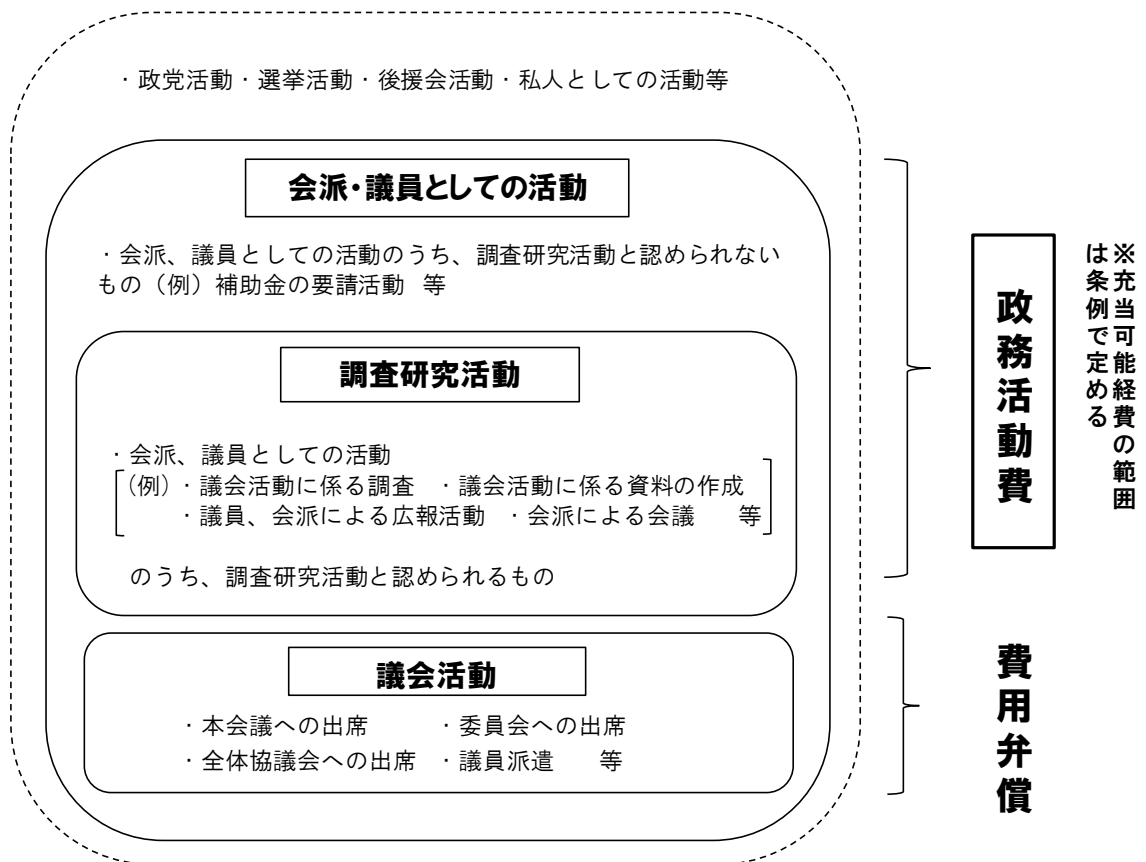 ・政党活動・選挙活動・後援会活動・私人としての活動等
会派・議員としての活動
・会派、議員としての活動のうち、調査研究活動と認められない
もの（例）補助金の要請活動 等
調査研究活動
・会派、議員としての活動
（例）・議会活動に係る調査 ・議会活動に係る資料の作成
・議員、会派による広報活動 ・会派による会議 等
のうち、調査研究活動と認められるもの
議会活動
・本会議への出席 ・委員会への出席
・全体協議会への出席 ・議員派遣 等
政務活動費
※充当可能経費の範囲
は条例で定める
費用弁償